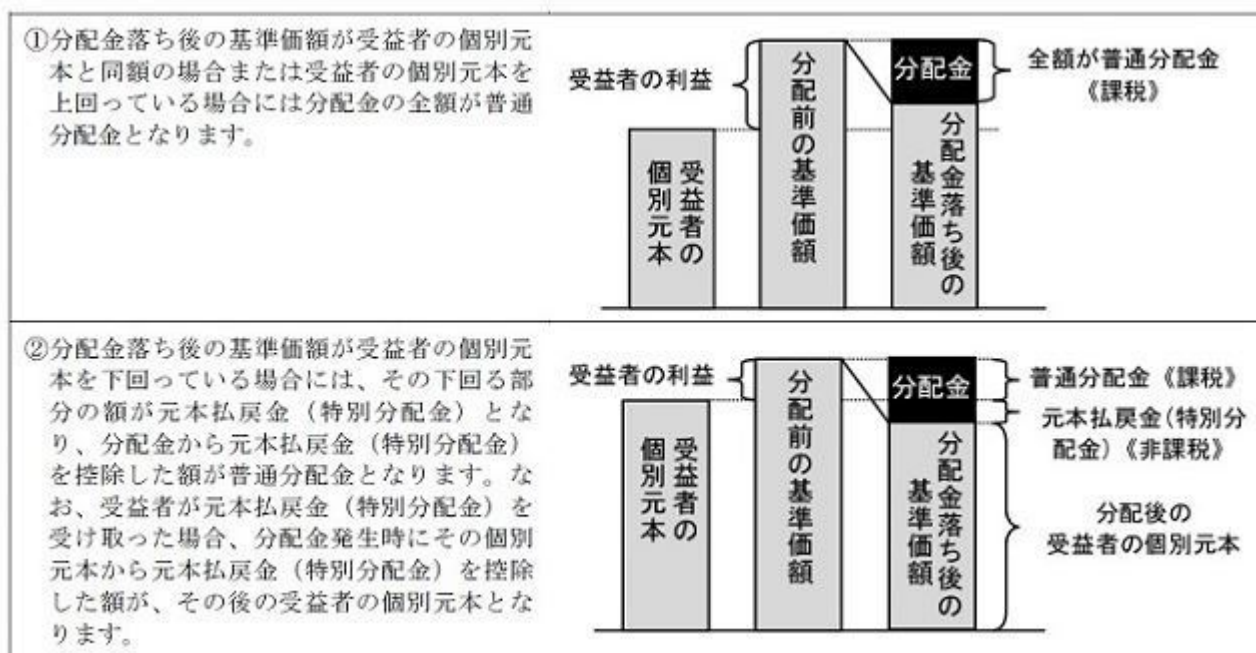 ①分配金落ち後の基準価額が受益者の個別元
本と同額の場合または受益者の個別元本を
上回っている場合には分配金の全額が普通
分配金となります。
受益者の利益
受益者の
個別元本
分配前の基準価額
分配金
分配金落ち後の
基準価額
全額が普通分配金
《課税》
②分配金落ち後の基準価額が受益者の個別元
本を下回っている場合には、その下回る部
分の額が元本払戻金（特別分配金）とな
り、分配金から元本払戻金（特別分配金）
を控除した額が普通分配金となります。な
お、受益者が元本払戻金（特別分配金）を
受け取った場合、分配金発生時にその個別
元本から元本払戻金（特別分配金）を控除
した額が、その後の受益者の個別元本とな
ります。
受益者の利益
受益者の
個別元本
分配前の基準価額
分配金
分配金落ち後の
基準価額
普通分配金《課税》
元本払戻金(特別分
配金)《非課税》
分配後の
受益者の個別元本